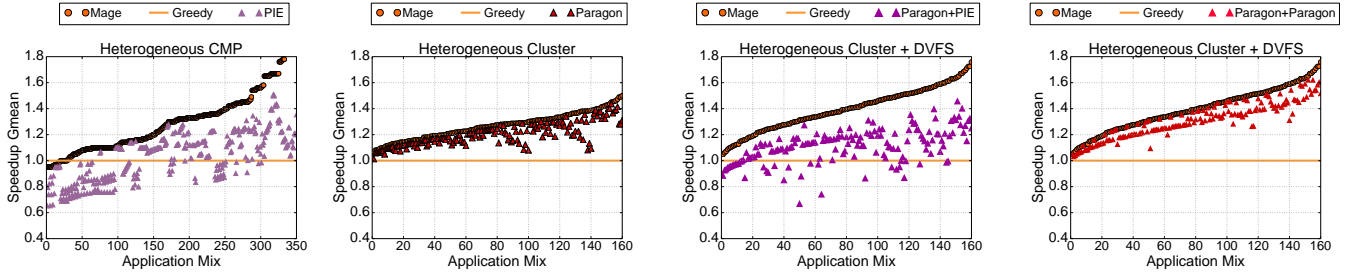 Mage Greedy PIE
Heterogeneous CMP
Speedup Gmean
1.8
1.6
1.4
1.2
1.0
0.8
0.6
0.4
0 50 100 150 200 250 300 350
Application Mix
Mage Greedy Paragon
Heterogeneous Cluster
Speedup Gmean
1.8
1.6
1.4
1.2
1.0
0.8
0.6
0.4
0 20 40 60 80 100 120 140 160
Application Mix
Mage Greedy Paragon+PIE
Heterogeneous Cluster + DVFS
Speedup Gmean
1.8
1.6
1.4
1.2
1.0
0.8
0.6
0.4
0 20 40 60 80 100 120 140 160
Application Mix
Mage Greedy Paragon+Paragon
Heterogeneous Cluster + DVFS
Speedup Gmean
1.8
1.6
1.4
1.2
1.0
0.8
0.6
0.4
0 20 40 60 80 100 120 140 160
Application Mix